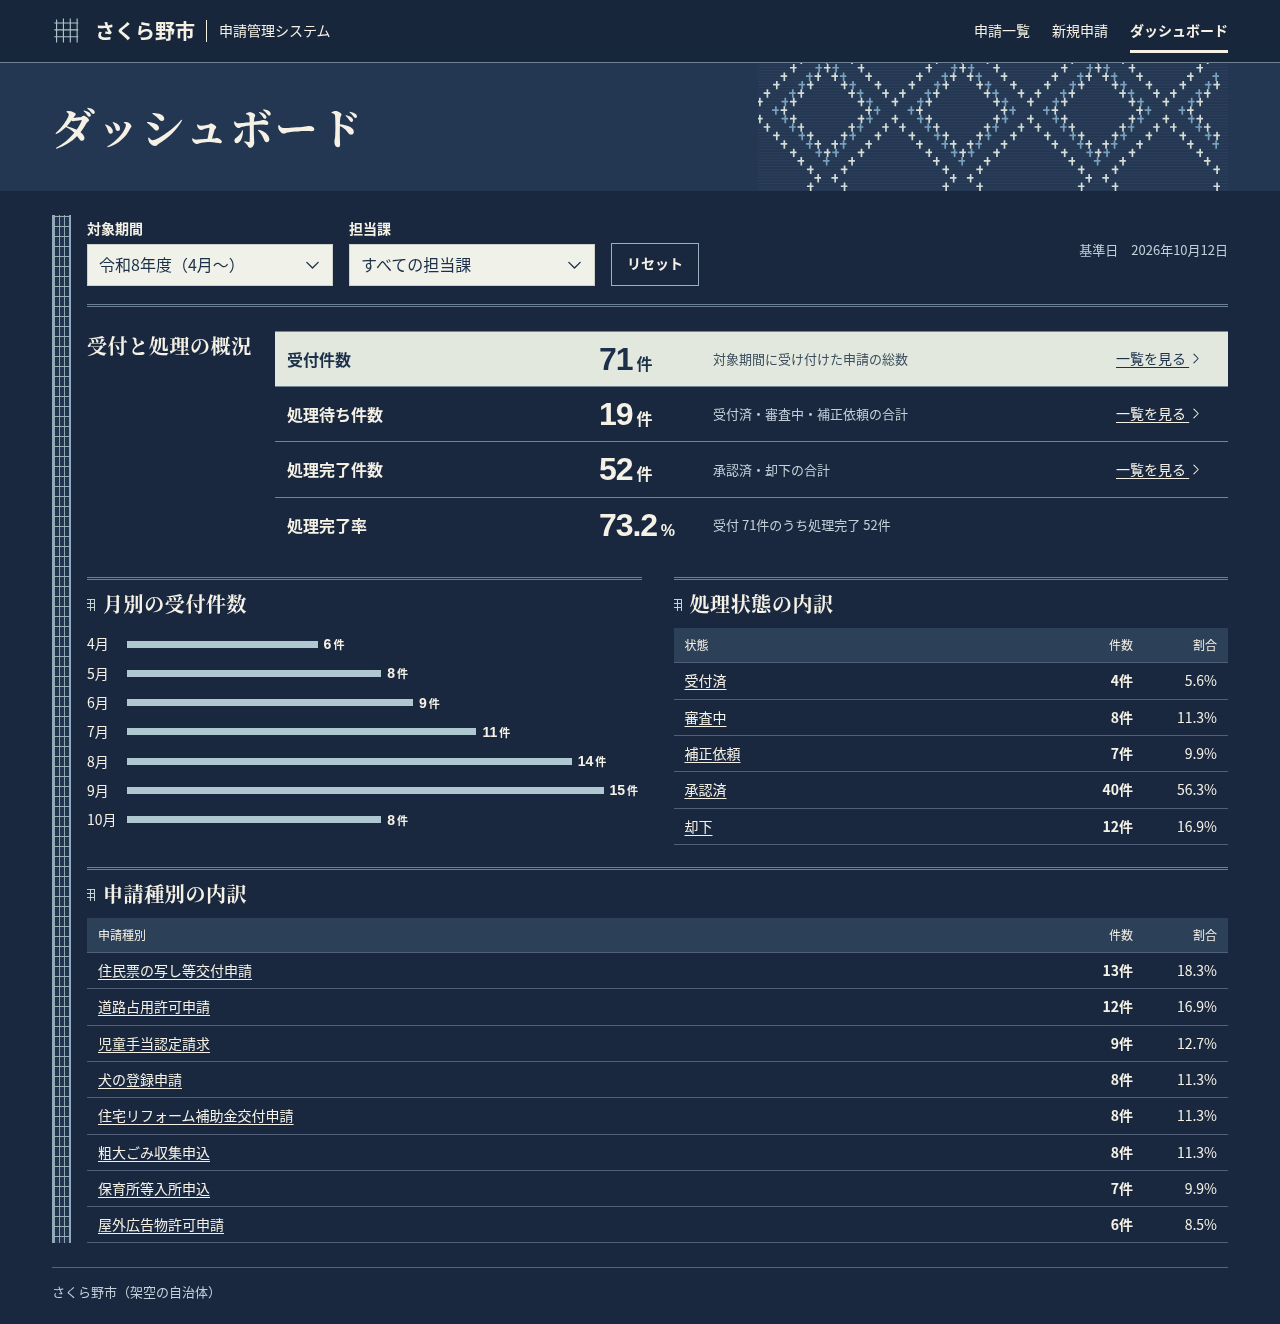 さくら野市
申請管理システム
申請一覧 新規申請 ダッシュボード
ダッシュボード
対象期間
令和8年度（4月～）
担当課
すべての担当課
リセット
基準日 2026年10月12日
受付と処理の概況
受付件数 71件 対象期間に受け付けた申請の総数 一覧を見る
処理待ち件数 19件 受付済・審査中・補正依頼の合計 一覧を見る
処理完了件数 52件 承認済・却下の合計 一覧を見る
処理完了率 73.2% 受付 71件のうち処理完了 52件
月別の受付件数
4月 6件
5月 8件
6月 9件
7月 11件
8月 14件
9月 15件
10月 8件
処理状態の内訳
状態 件数 割合
受付済 4件 5.6%
審査中 8件 11.3%
補正依頼 7件 9.9%
承認済 40件 56.3%
却下 12件 16.9%
申請種別の内訳
申請種別 件数 割合
住民票の写し等交付申請 13件 18.3%
道路占用許可申請 12件 16.9%
児童手当認定請求 9件 12.7%
犬の登録申請 8件 11.3%
住宅リフォーム補助金交付申請 8件 11.3%
粗大ごみ収集申込 8件 11.3%
保育所等入所申込 7件 9.9%
屋外広告物許可申請 6件 8.5%
さくら野市（架空の自治体）